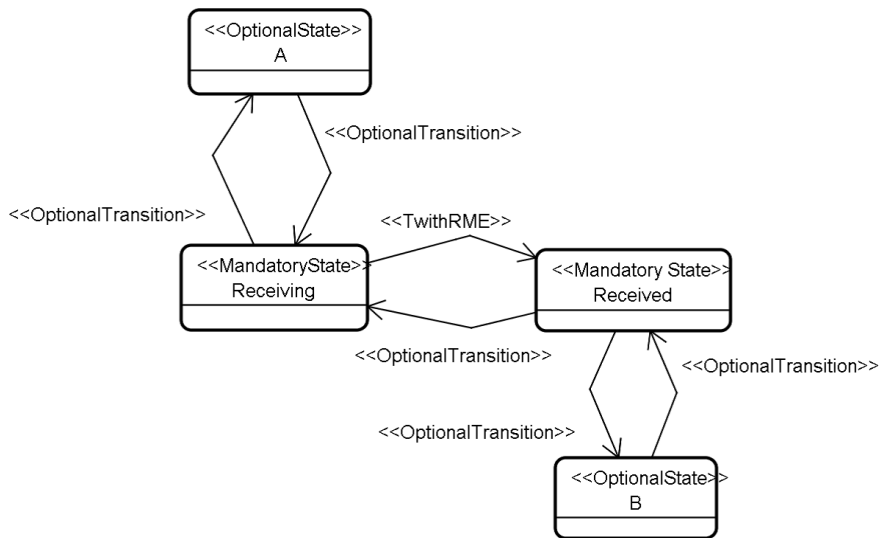 <<OptionalState>>
A
<<OptionalTransition>>
<<OptionalTransition>>
<<TwithRME>>
<<MandatoryState>>
Receiving
<<Mandatory State>>
Received
<<OptionalTransition>>
<<OptionalTransition>>
<<OptionalTransition>>
<<OptionalState>>
B